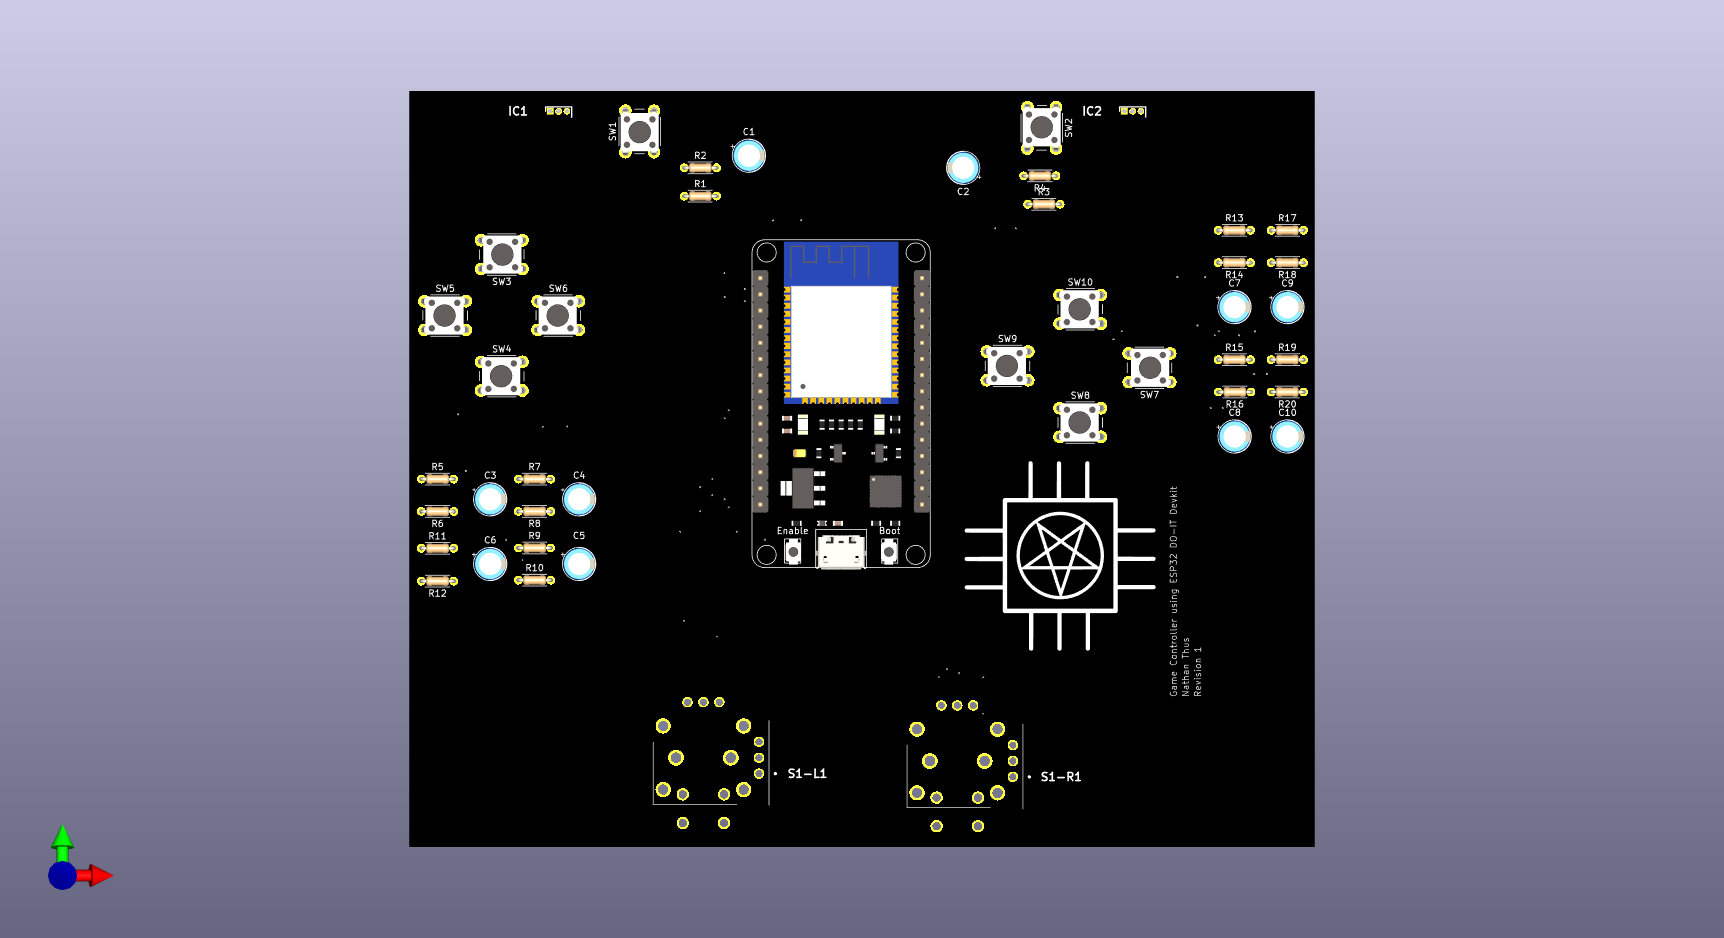 IC1
SW1
R2
R1
C1
C2
SW2
IC2
R4
R3
R13
R17
R14
R18
C7
C9
SW3
SW5
SW6
SW4
SW10
SW9
SW7
SW8
R15
R19
R16
R20
C8
C10
R5
C3
R7
C4
R6
R8
R11
C6
R9
C5
R10
R12
Enable
Boot
Game Controller using ESP32 DO-IT Devkit
Nathan Thus
Revision 1
S1-L1
S1-R1